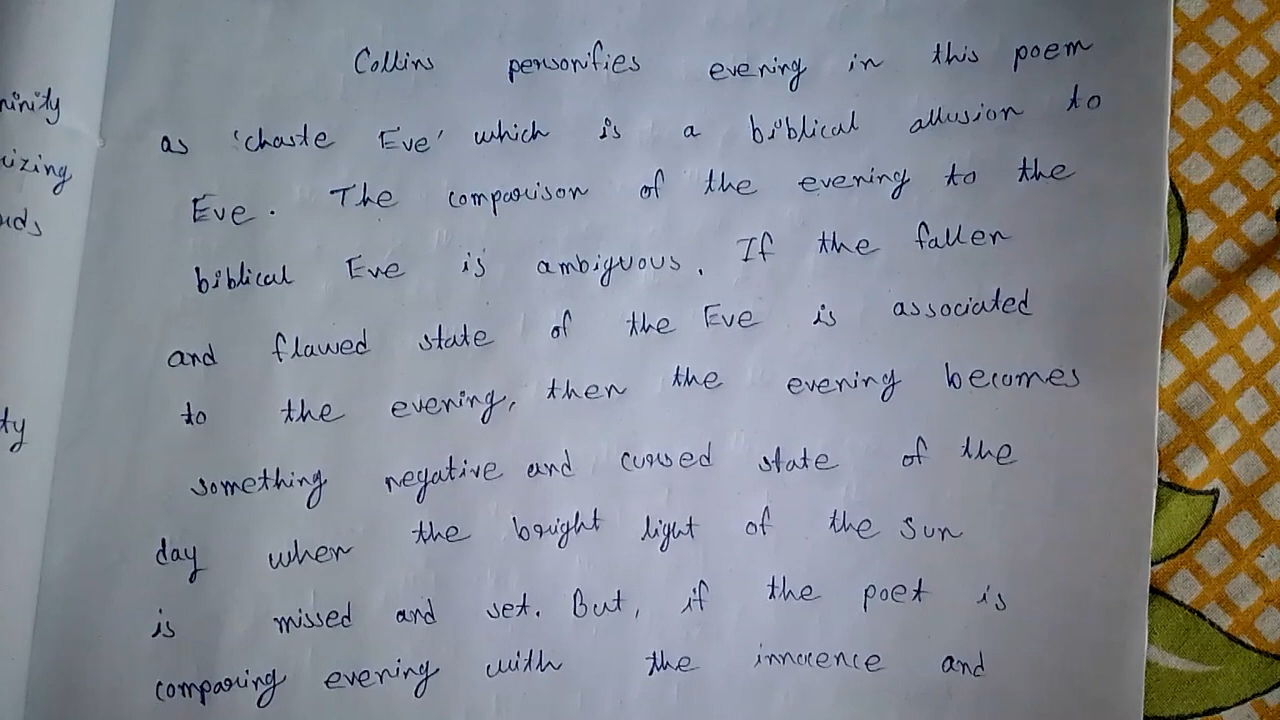 Collins personifies evening in this poem
as 'chaste Eve' which is a biblical allusion to
Eve. The comparison of the evening to the
biblical Eve is ambiguous. If the fallen
and flawed state of the Eve is associated
to the evening, then the evening becomes
something negative and cursed state of the
day when the bright light of the sun
is missed and set. But, if the poet is
comparing evening with the innocence and